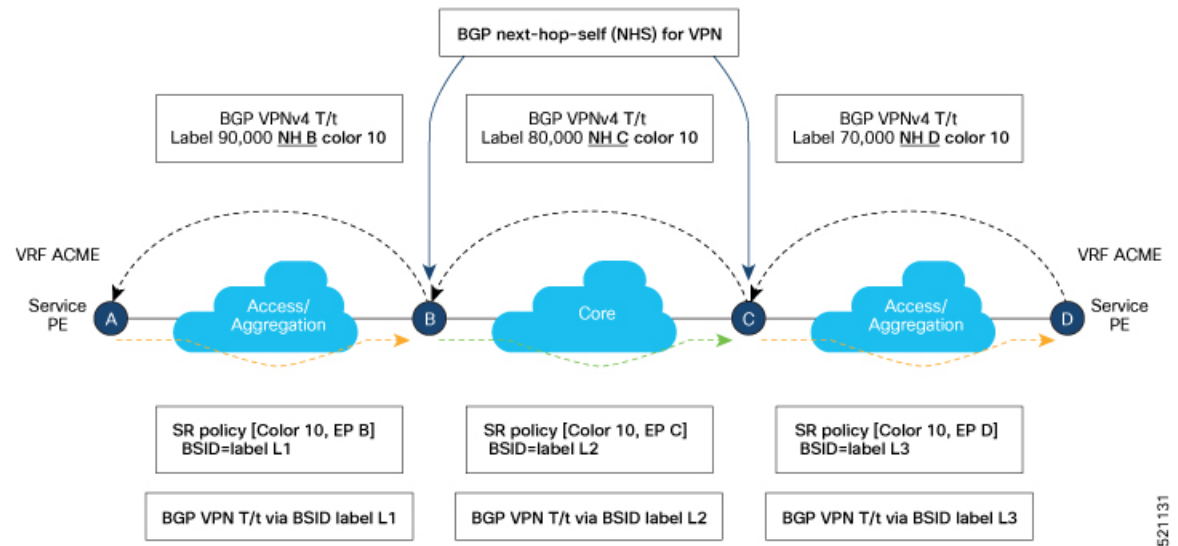 BGP next-hop-self (NHS) for VPN
BGP VPNv4 T/t
Label 90,000 NH B color 10
BGP VPNv4 T/t
Label 80,000 NH C color 10
BGP VPNv4 T/t
Label 70,000 NH D color 10
VRF ACME
VRF ACME
Service
PE
A
Access/
Aggregation
B
Core
C
Access/
Aggregation
D
Service
PE
SR policy [Color 10, EP B]
BSID=label L1
SR policy [Color 10, EP C]
BSID=label L2
SR policy [Color 10, EP D]
BSID=label L3
BGP VPN T/t via BSID label L1
BGP VPN T/t via BSID label L2
BGP VPN T/t via BSID label L3
521131